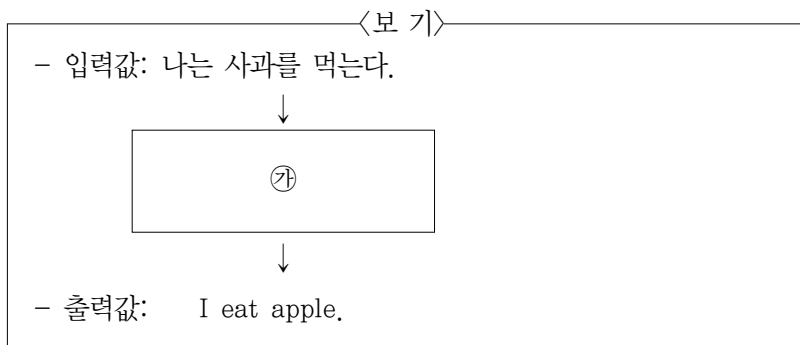 〈보 기〉
- 입력값: 나는 사과를 먹는다.
↓
㉮
↓
- 출력값: I eat apple.